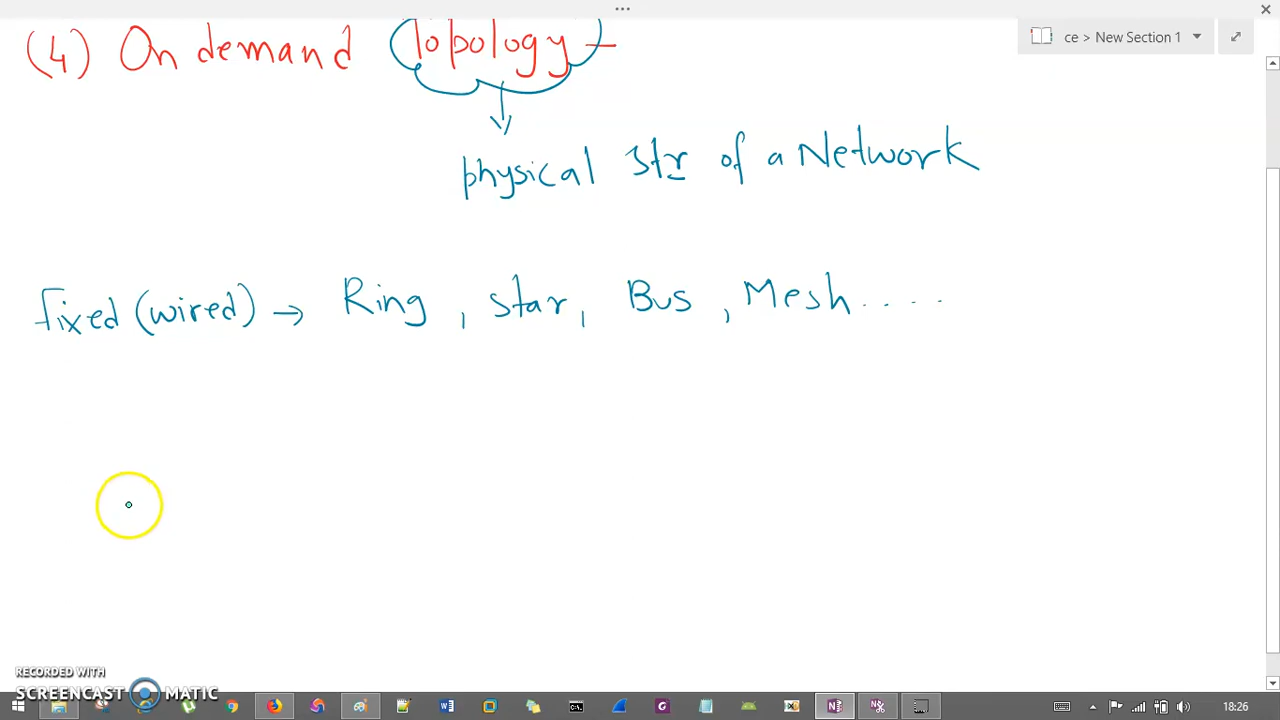 ...
(4) On demand Topology -
ce > New Section 1
physical Str of a Network
fixed (wired) → Ring, star, Bus, Mesh.....
RECORDED WITH
SCREENCAST MATIC
18:26